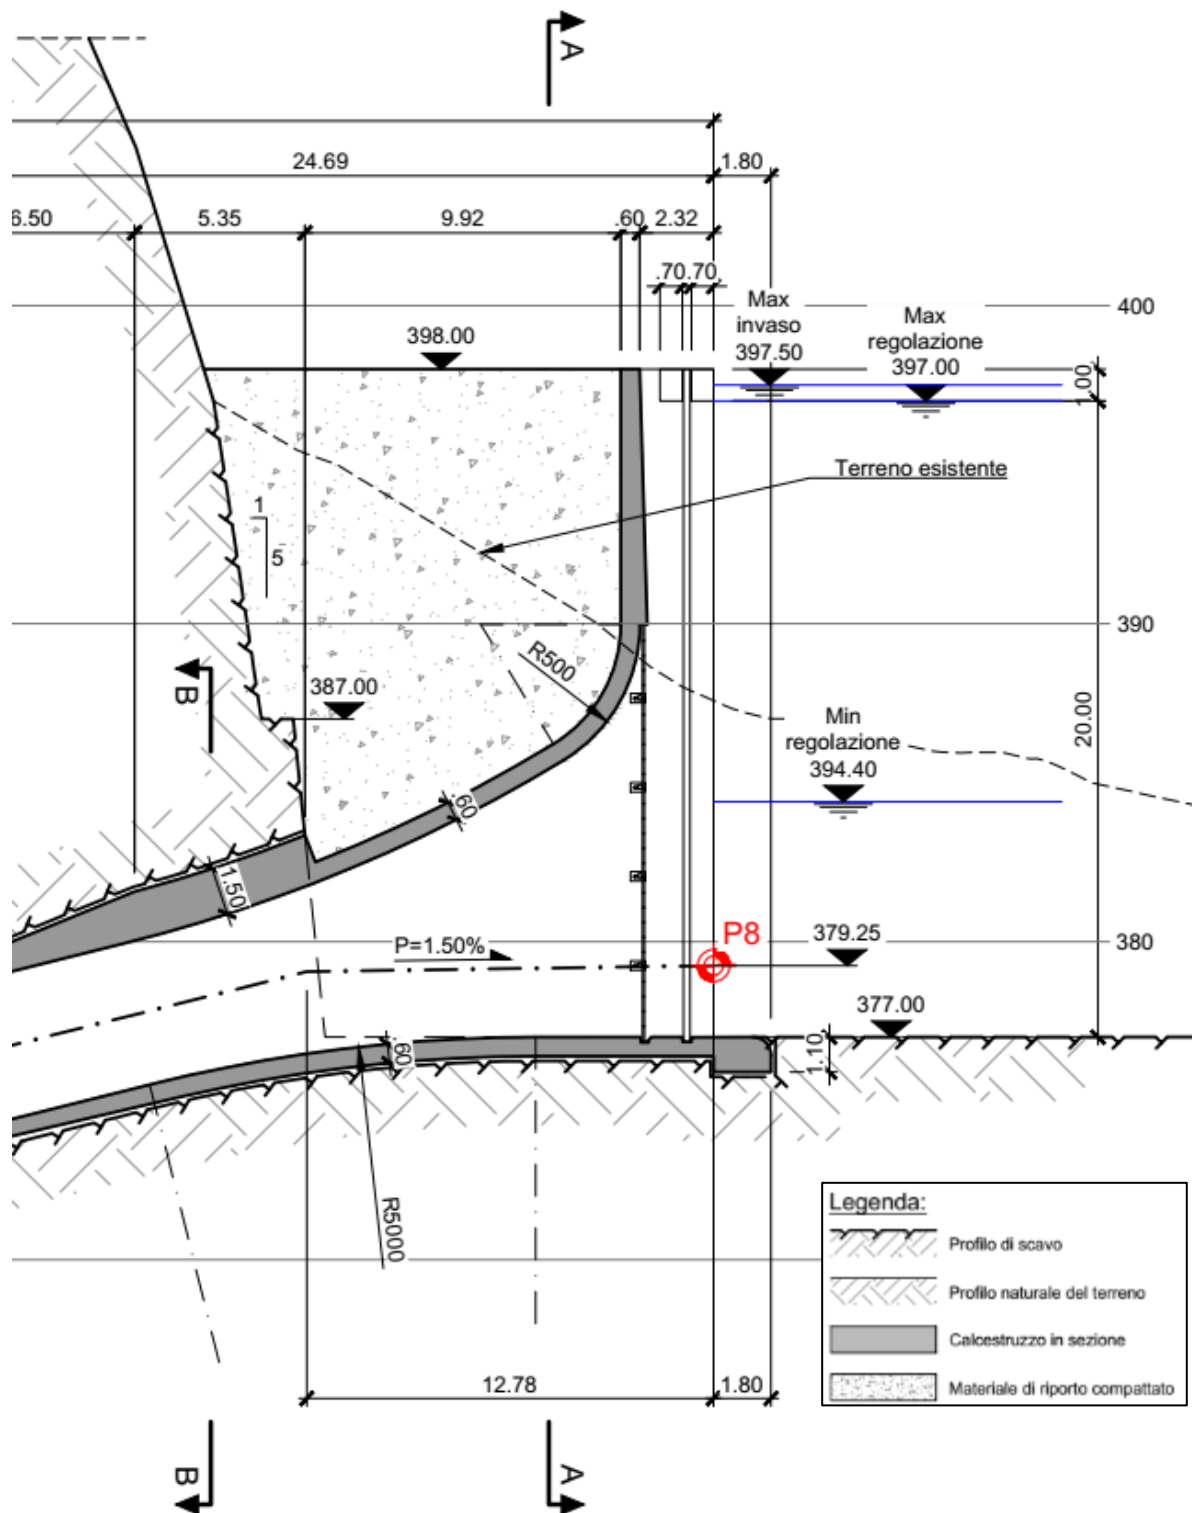 A
24.69
1.80
6.50
5.35
9.92
.60
2.32
.70
.70
Max
invaso
397.50
Max
regolazione
397.00
400
398.00
1.00
Terreno esistente
1
5
390
R500
B
387.00
Min
regolazione
394.40
20.00
.60
1.50
P8
379.25
380
P=1.50%
377.00
.60
1.10
R5000
Legenda:
Profilo di scavo
Profilo naturale del terreno
Calcestruzzo in sezione
Materiale di riporto compattato
12.78
1.80
B
A